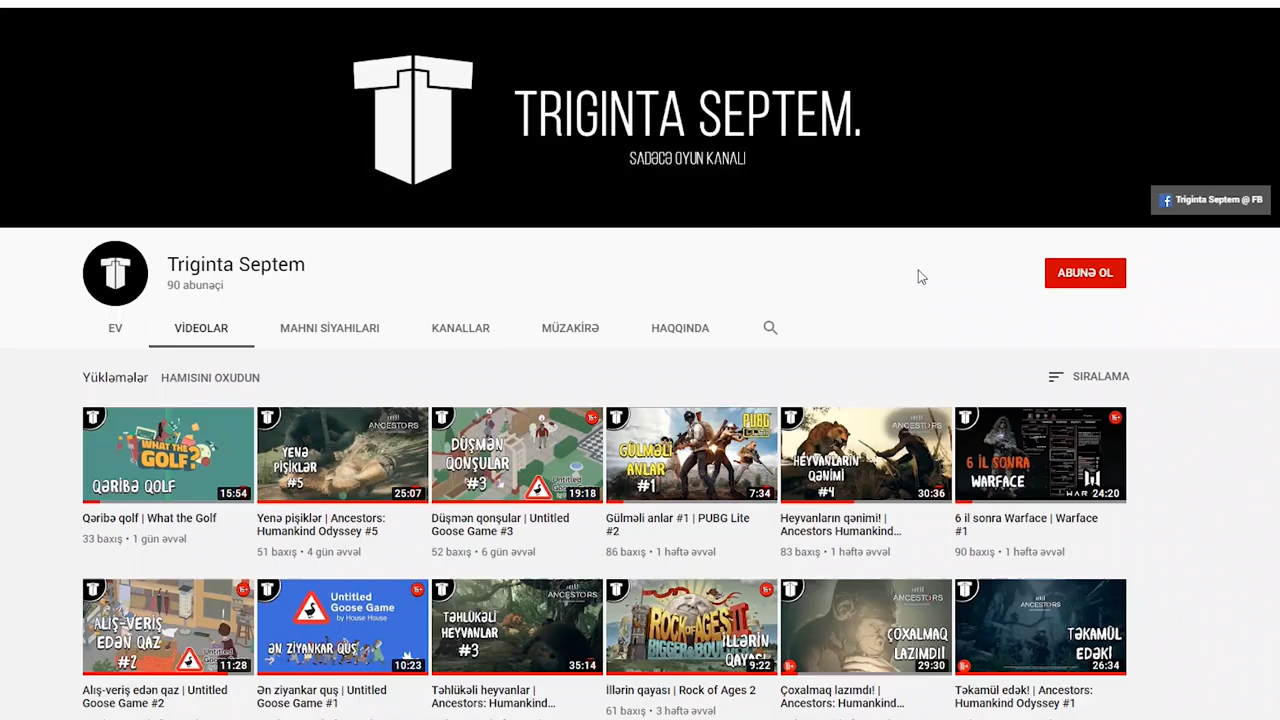 TRIGINTA SEPTEM.
SADƏCƏ OYUN KANALI
Triginta Septem @ FB
Triginta Septem
90 abunəçi
ABUNƏ OL
EV
VİDEOLAR
MAHNI SİYAHILARI
KANALLAR
MÜZAKİRƏ
HAQQINDA
Yükləmələr
HAMISINI OXUDUN
SIRALAMA
WHAT THE
GOLF?
QƏRİBƏ QOLF
15:54
ANCESTORS
YENƏ
PİŞİKLƏR
#5
25:07
DÜŞMƏN
QONŞULAR
#3
Untitled
19:18
PUBG
LITE
GÜLMƏLİ
ANLAR
#1
7:34
ANCESTORS
HEYVANLARIN
QƏNİMİ
#4
30:36
6 IL SONRA
WARFACE
24:20
Qəribə qolf | What the Golf
33 baxış • 1 gün əvvəl
Yenə pişiklər | Ancestors:
Humankind Odyssey #5
51 baxış • 4 gün əvvəl
Düşmən qonşular | Untitled
Goose Game #3
52 baxış • 6 gün əvvəl
Gülməli anlar #1 | PUBG Lite
#2
86 baxış • 1 həftə əvvəl
Heyvanların qənimi! |
Ancestors Humankind...
83 baxış • 1 həftə əvvəl
6 il sonra Warface | Warface
#1
90 baxış • 1 həftə əvvəl
ALIŞ-VERİŞ
EDƏN QAZ
#2
11:28
Untitled
Goose Game
by House House
ƏN ZİYANKAR QUŞ
10:23
ANCESTORS
TƏHLÜKƏLİ
HEYVANLAR
#3
35:14
ROCK OF AGES II
BIGGER & BOULDER
İLLƏRİN
QAYASI
9:22
ANCESTORS
ÇOXALMAQ
LAZIMDI!
29:30
ANCESTORS
TƏKAMÜL
EDƏK!
26:34
Alış-veriş edən qaz | Untitled
Goose Game #2
Ən ziyankar quş | Untitled
Goose Game #1
Təhlükəli heyvanlar |
Ancestors: Humankind...
İllərin qayası | Rock of Ages 2
61 baxış • 3 həftə əvvəl
Çoxalmaq lazımdı! |
Ancestors: Humankind...
Təkamül edək! | Ancestors:
Humankind Odyssey #1